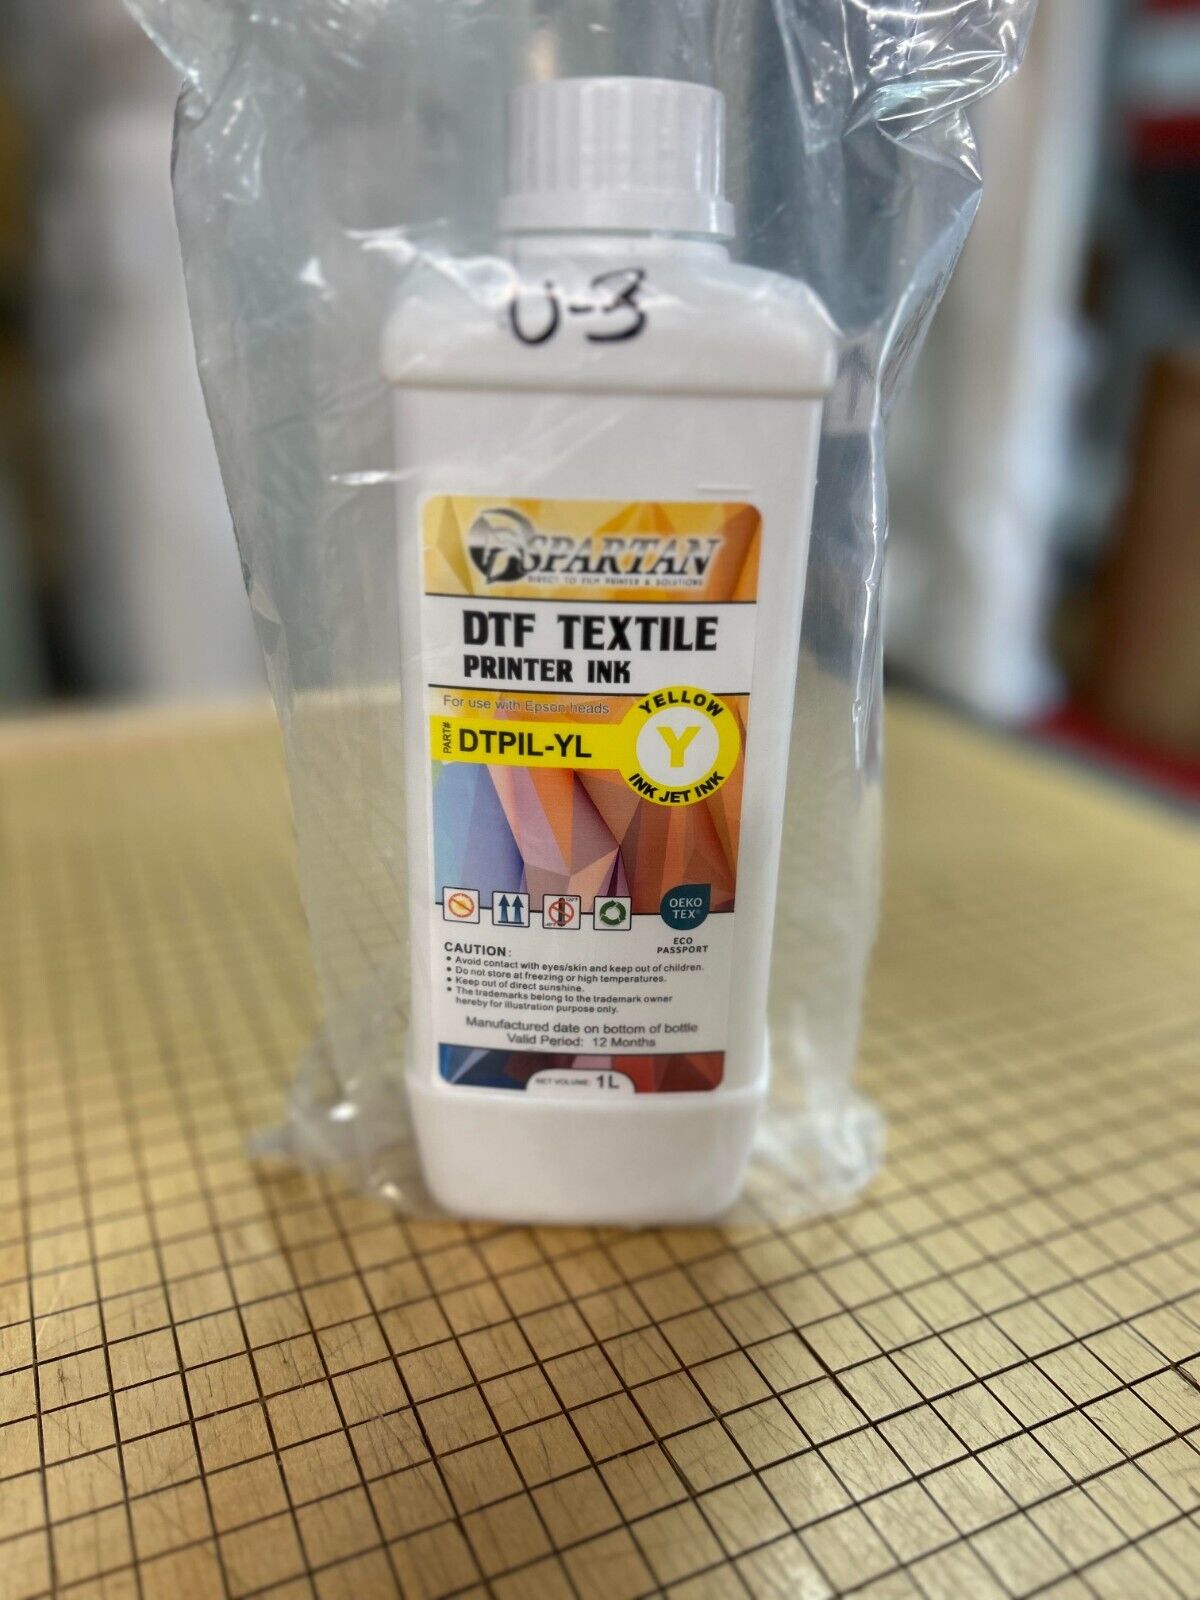 U-3
SPARTAN
DIRECT TO FILM PRINTER & SOLUTIONS
DTF TEXTILE
PRINTER INK
For use with Epson heads
PART# DTPIL-YL
YELLOW
Y
INK JET INK
OEKO
TEX®
ECO
PASSPORT
CAUTION:
• Avoid contact with eyes/skin and keep out of children.
• Do not store at freezing or high temperatures.
• Keep out of direct sunshine.
• The trademarks belong to the trademark owner
hereby for illustration purpose only.
Manufactured date on bottom of bottle
Valid Period: 12 Months
NET VOLUME: 1L